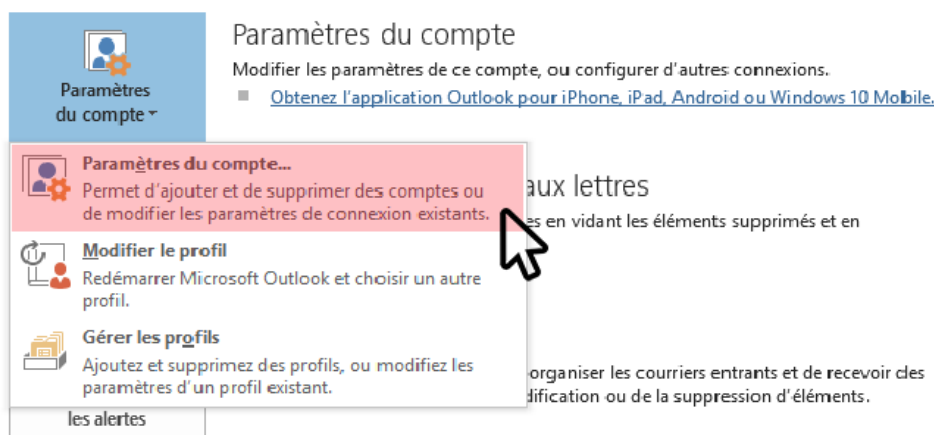 Paramètres du compte
Modifier les paramètres de ce compte, ou configurer d'autres connexions.
Obtenez l'application Outlook pour iPhone, iPad, Android ou Windows 10 Mobile.
Paramètres
du compte
Paramètres du compte...
Permet d'ajouter et de supprimer des comptes ou
de modifier les paramètres de connexion existants.
Modifier le profil
Redémarrer Microsoft Outlook et choisir un autre
profil.
Gérer les profils
Ajoutez et supprimez des profils, ou modifiez les
paramètres d'un profil existant.
aux lettres
es en vidant les éléments supprimés et en
organiser les courriers entrants et de recevoir des
dification ou de la suppression d'éléments.
les alertes